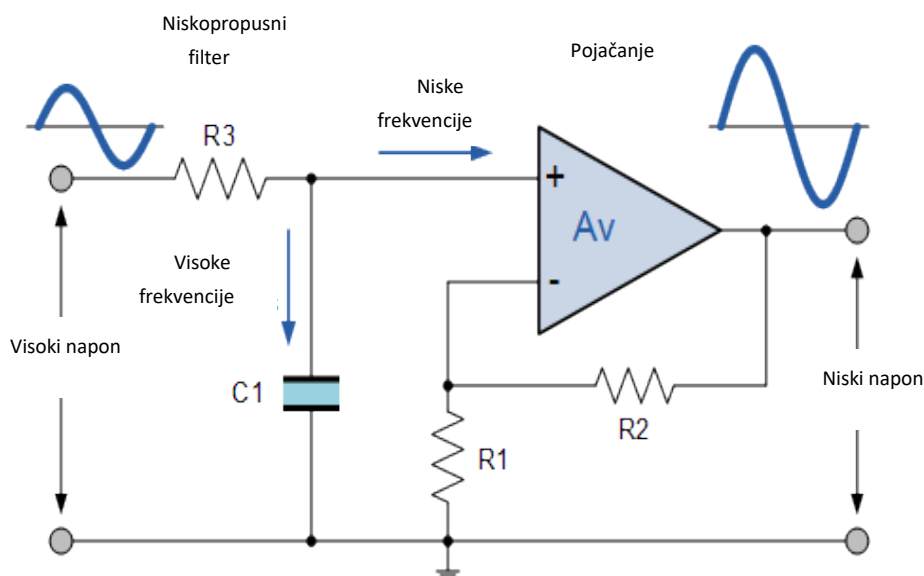 Niskopropusni
filter
Pojačanje
Niske
frekvencije
R3
+
Av
-
Visoke
frekvencije
Visoki napon
Niski napon
C1
R2
R1